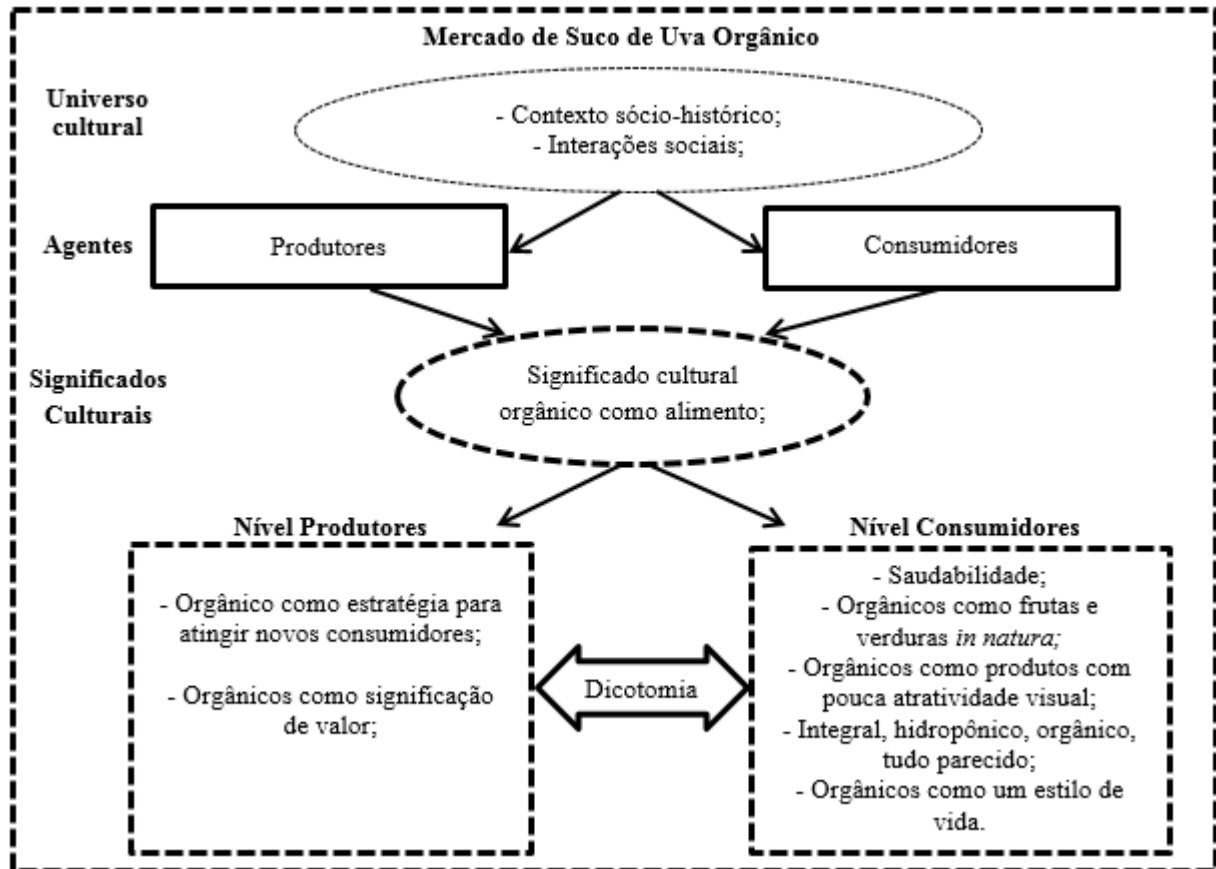 Mercado de Suco de Uva Orgânico
Universo
cultural
- Contexto sócio-histórico;
- Interações sociais;
Agentes
Produtores
Consumidores
Significados
Culturais
Significado cultural
orgânico como alimento;
Nível Produtores
- Orgânico como estratégia para
atingir novos consumidores;
- Orgânicos como significação
de valor;
Dicotomia
Nível Consumidores
- Saudabilidade;
- Orgânicos como frutas e
verduras in natura;
- Orgânicos como produtos com
pouca atratividade visual;
- Integral, hidropônico, orgânico,
tudo parecido;
- Orgânicos como um estilo de
vida.